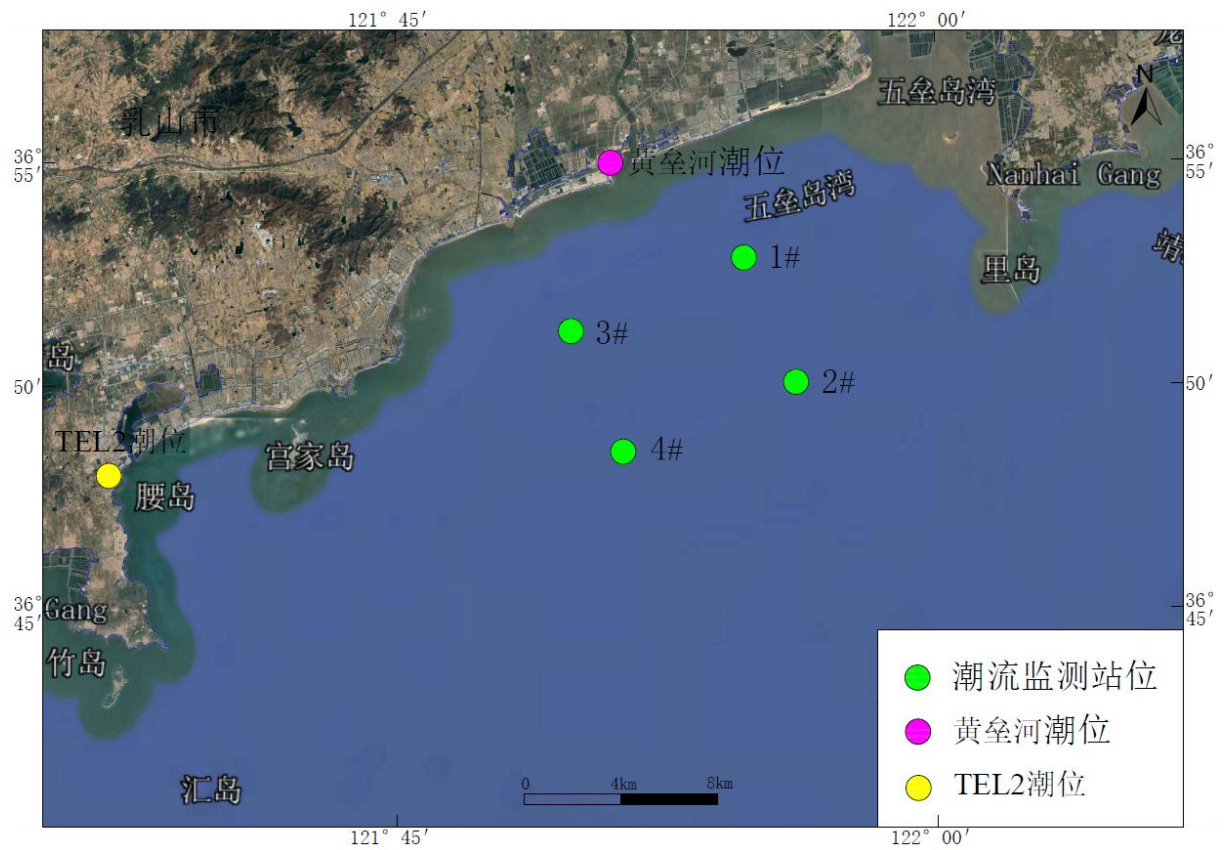 121° 45′
122° 00′
龙
N
五垒岛湾
乳山市
36°
55′
黄垒河潮位
36°
55′
Nanhai Gang
五垒岛湾
靖
1#
里岛
3#
岛
50′
2#
50′
TEL2潮位
4#
宫家岛
腰岛
36°
45′
Gang
36°
45′
竹岛
潮流监测站位
黄垒河潮位
TEL2潮位
汇岛
0
4km
8km
121° 45′
122° 00′